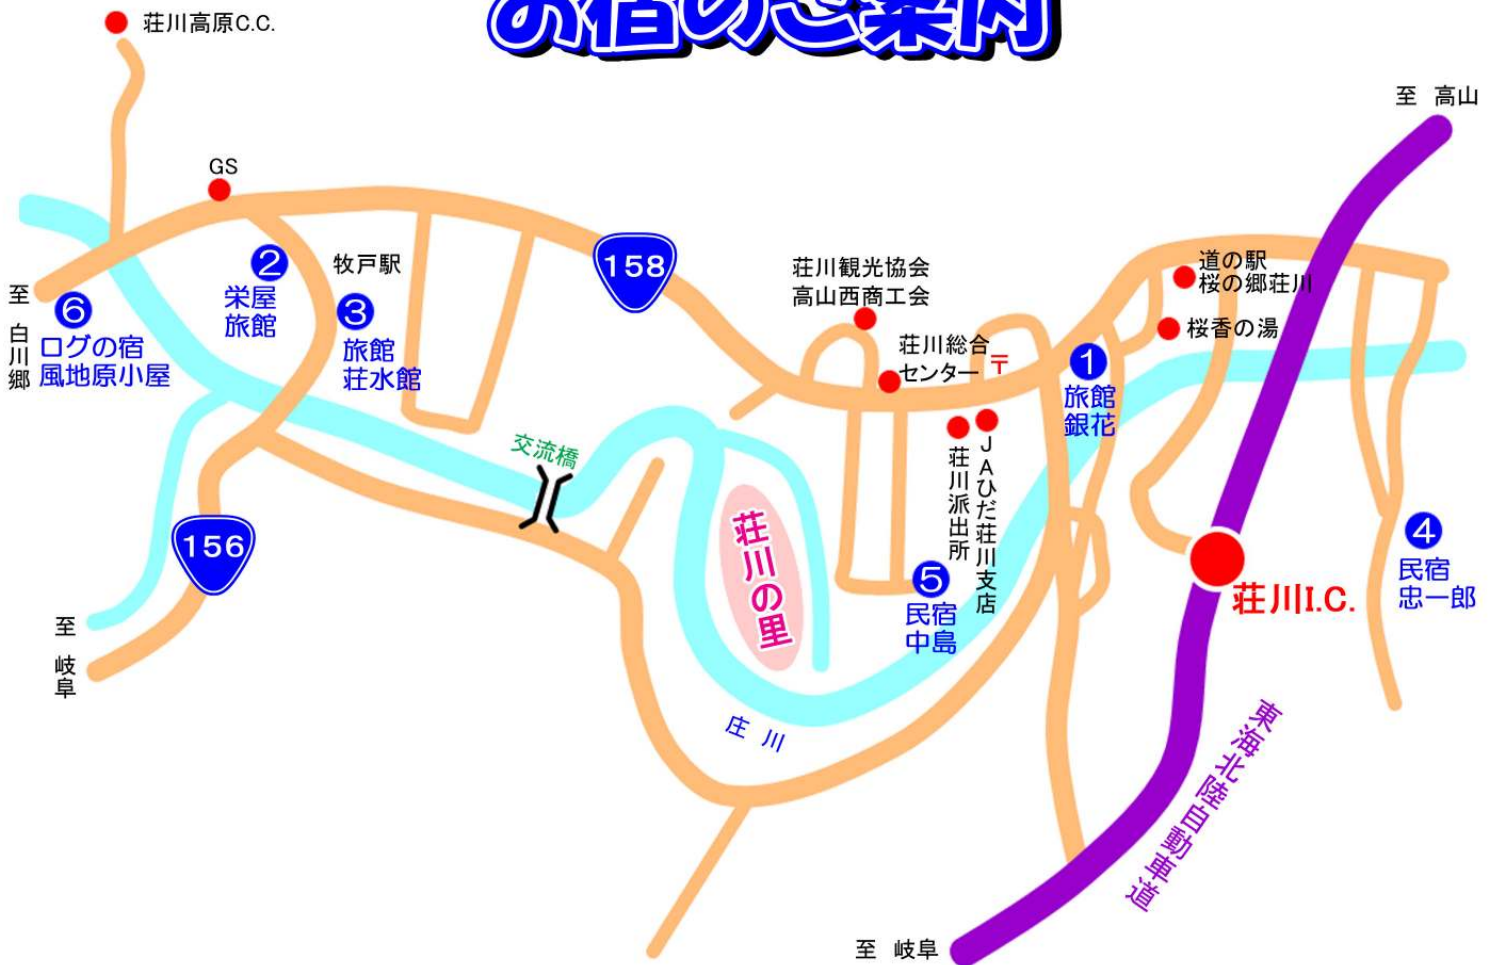 お宿のご案内
荘川高原C.C.
至 高山
GS
158
牧戸駅
②
栄屋
旅館
③
旅館
荘水館
至
白川郷
⑥
ログの宿
風地原小屋
荘川観光協会
高山西商工会
荘川総合
センター
〒
道の駅
桜の郷荘川
桜香の湯
①
旅館
銀花
交流橋
荘川の里
荘川派出所
JAひだ荘川支店
⑤
民宿
中島
④
民宿
忠一郎
荘川I.C.
156
至
岐阜
庄川
東海北陸自動車道
至 岐阜